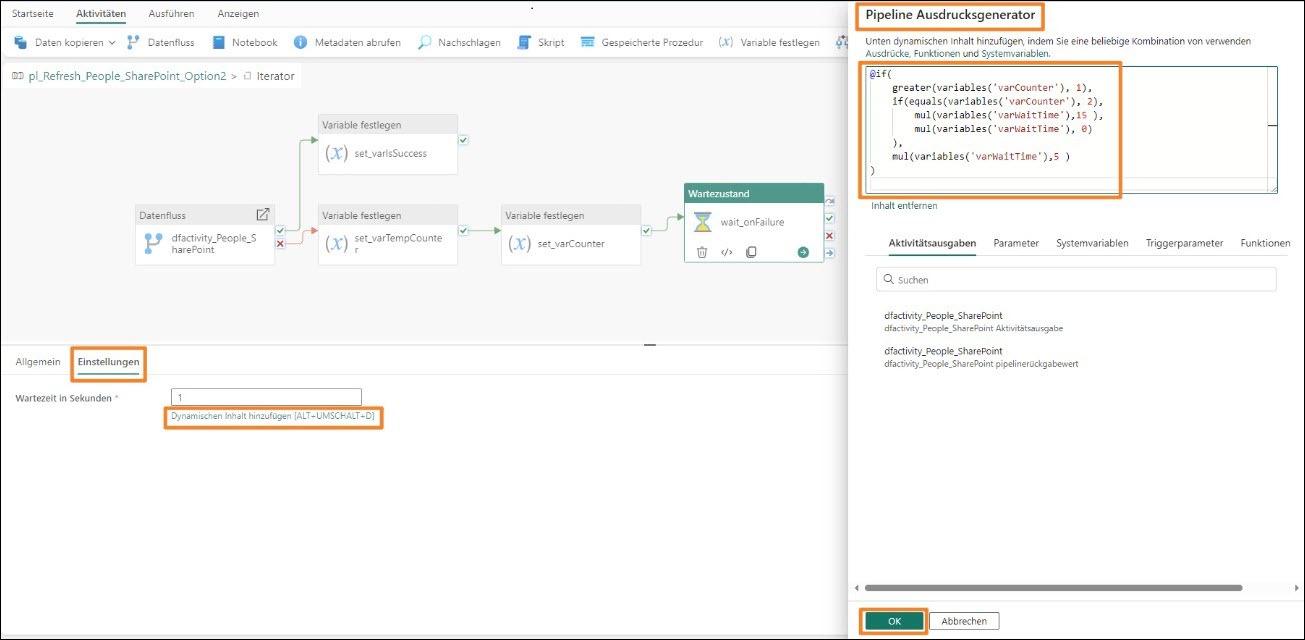 Startseite Aktivitäten Ausführen Anzeigen
Daten kopieren Datenfluss Notebook Metadaten abrufen Nachschlagen Skript Gespeicherte Prozedur (x) Variable festlegen
pl_Refresh_People_SharePoint_Option2 > Iterator
Variable festlegen
(x) set_varIsSuccess
Datenfluss
dfactivity_People_S
harePoint
Variable festlegen
(x) set_varTempCounte
r
Variable festlegen
(x) set_varCounter
Wartezustand
wait_onFailure
</>
Allgemein Einstellungen
Wartezeit in Sekunden *
1
Dynamischen Inhalt hinzufügen [ALT+UMSCHALT+D]
Pipeline Ausdrucksgenerator
Unten dynamischen Inhalt hinzufügen, indem Sie eine beliebige Kombination von verwenden
Ausdrücke, Funktionen und Systemvariablen.
@if(
greater(variables('varCounter'), 1),
if(equals(variables('varCounter'), 2),
mul(variables('varWaitTime'),15 ),
mul(variables('varWaitTime'), 0)
),
mul(variables('varWaitTime'),5 )
)
Inhalt entfernen
Aktivitätsausgaben Parameter Systemvariablen Triggerparameter Funktionen
Suchen
dfactivity_People_SharePoint
dfactivity_People_SharePoint Aktivitätsausgabe
dfactivity_People_SharePoint
dfactivity_People_SharePoint pipelinerückgabewert
OK Abbrechen